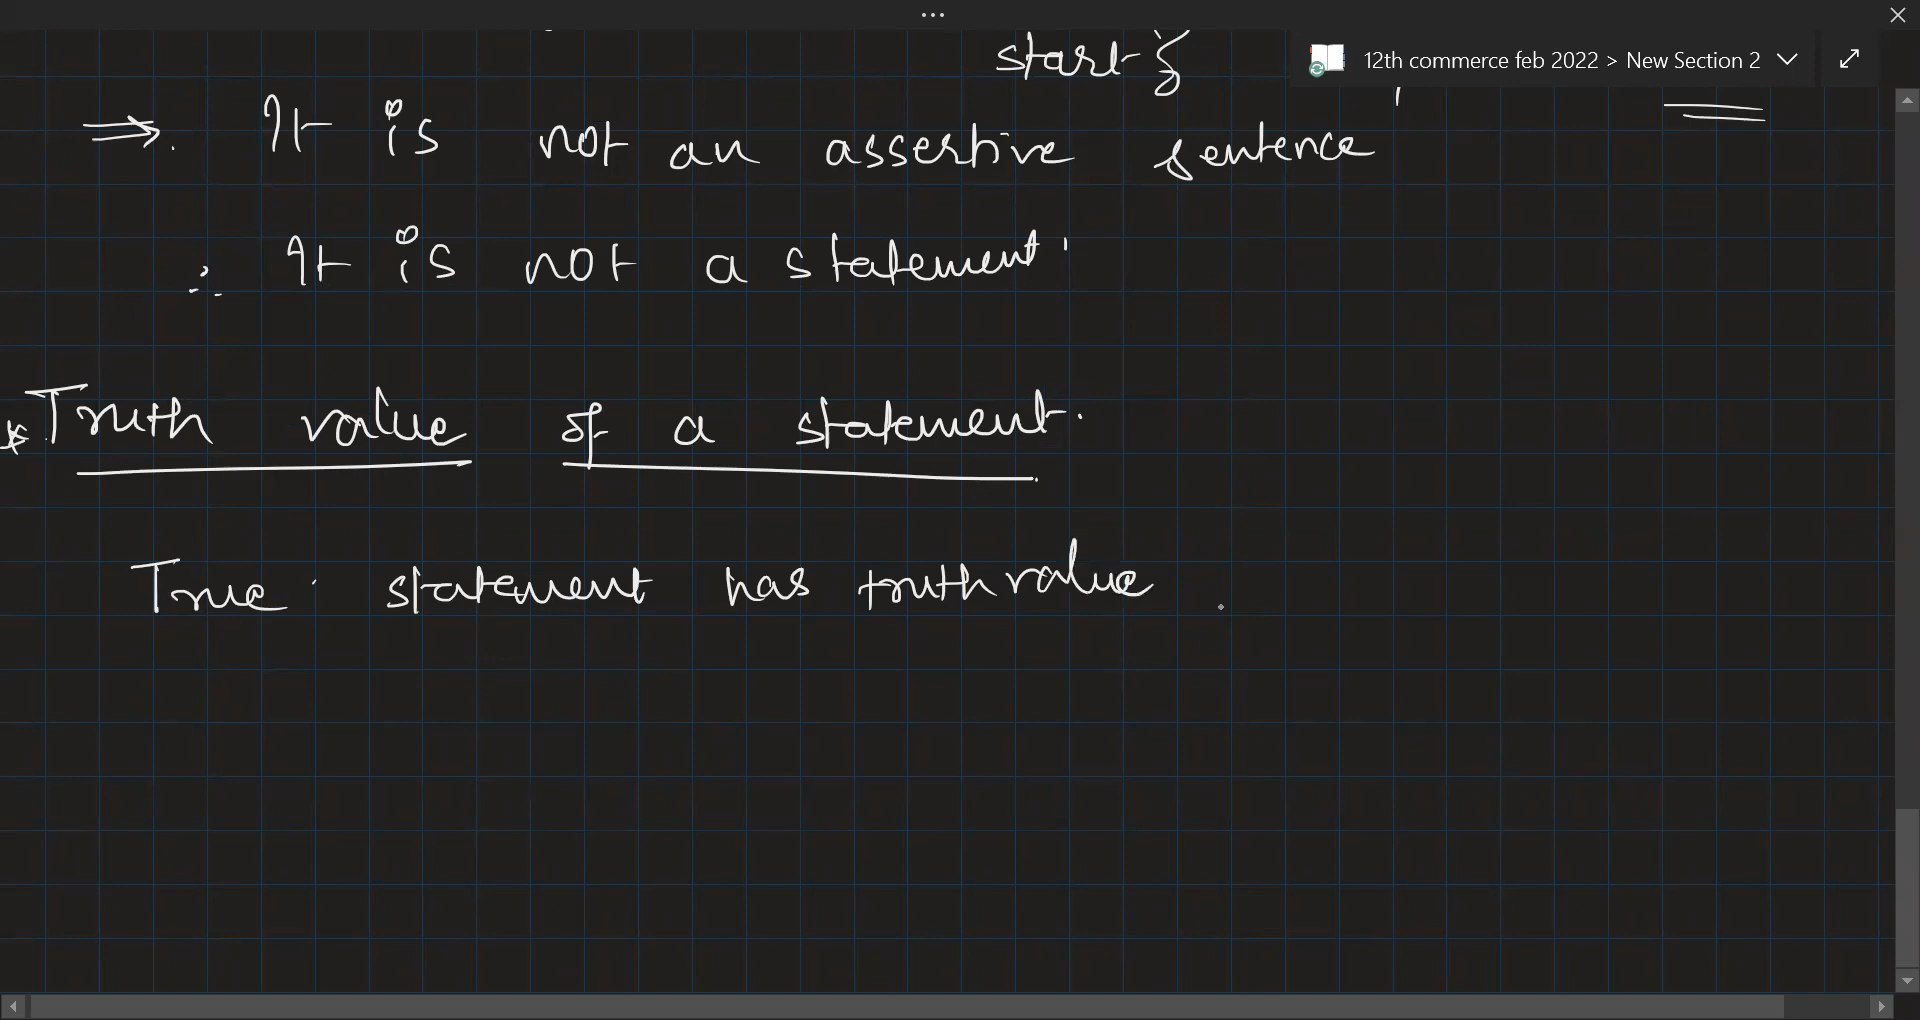 start}
12th commerce feb 2022 > New Section 2
⇒. It is not an assertive sentence
∴ It is not a statement.
* Truth value of a statement.
True statement has truth value